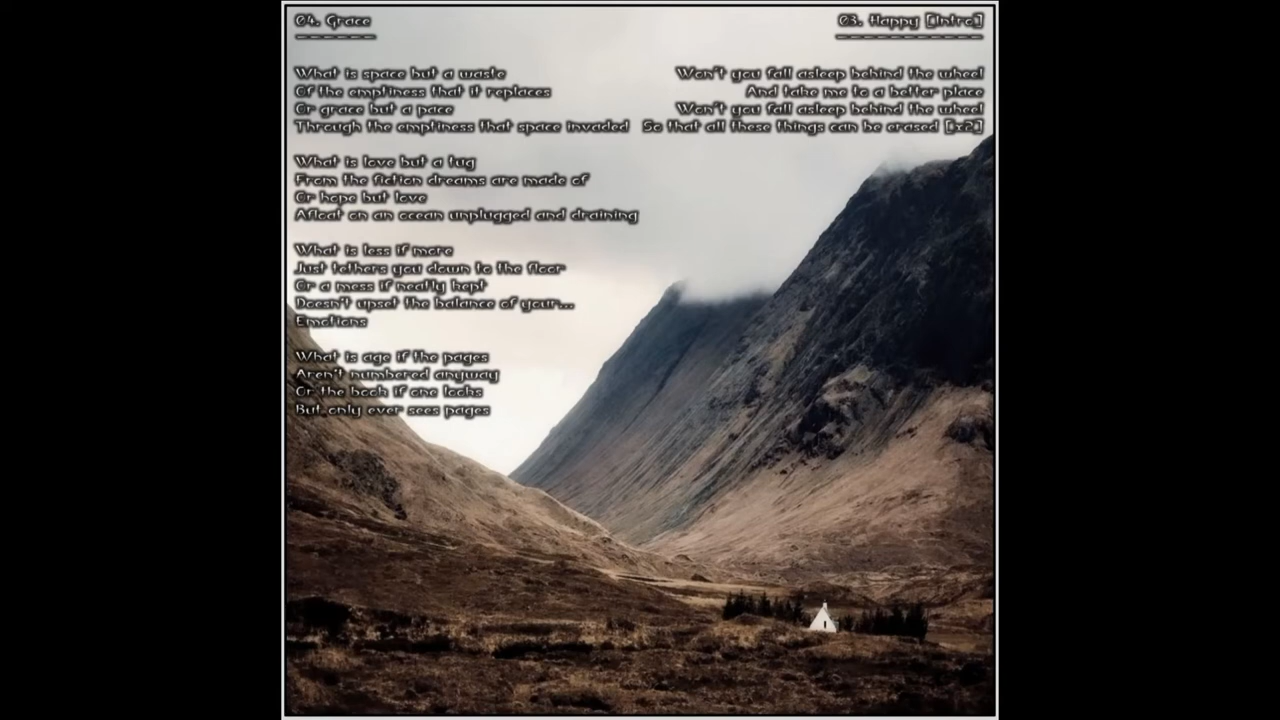 04. Grace
What is space but a waste
Of the emptiness that it replaces
Or grace but a pace
Through the emptiness that space invaded
What is love but a tug
From the fiction dreams are made of
Or hope but love
Afloat on an ocean unplugged and draining
What is less if more
Just tethers you down to the floor
Or a mess if neatly kept
Doesn't upset the balance of your...
Emotions
What is age if the pages
Aren't numbered anyway
Or the book if one looks
But only ever sees pages
03. Happy [Intro]
Won't you fall asleep behind the wheel
And take me to a better place
Won't you fall asleep behind the wheel
So that all these things can be erased [x2]